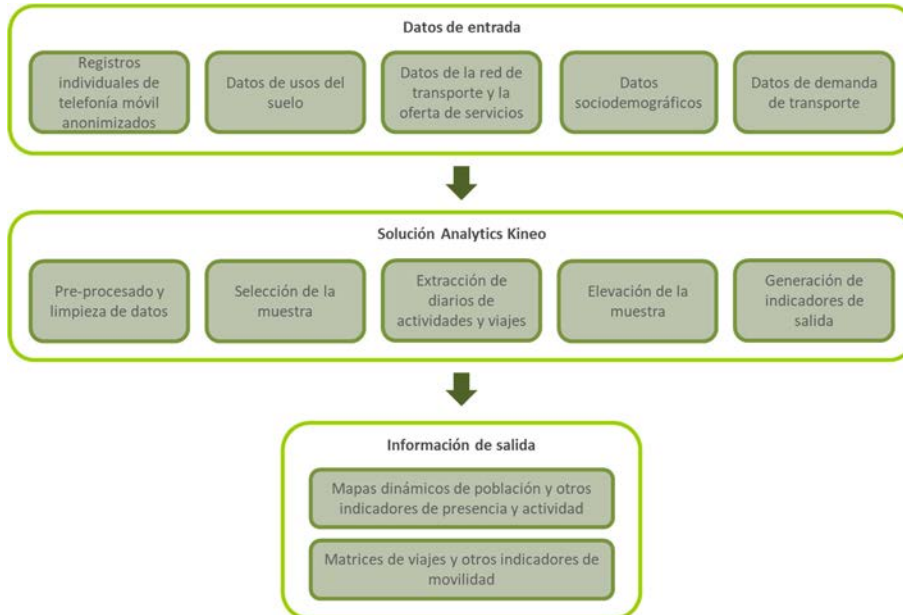 Datos de entrada
Registros
individuales de
telefonía móvil
anonimizados
Datos de usos del
suelo
Datos de la red de
transporte y la
oferta de servicios
Datos
sociodemográficos
Datos de demanda
de transporte
Solución Analytics Kineo
Pre-procesado y
limpieza de datos
Selección de la
muestra
Extracción de
diarios de
actividades y viajes
Elevación de la
muestra
Generación de
indicadores de
salida
Información de salida
Mapas dinámicos de población y otros
indicadores de presencia y actividad
Matrices de viajes y otros indicadores de
movilidad